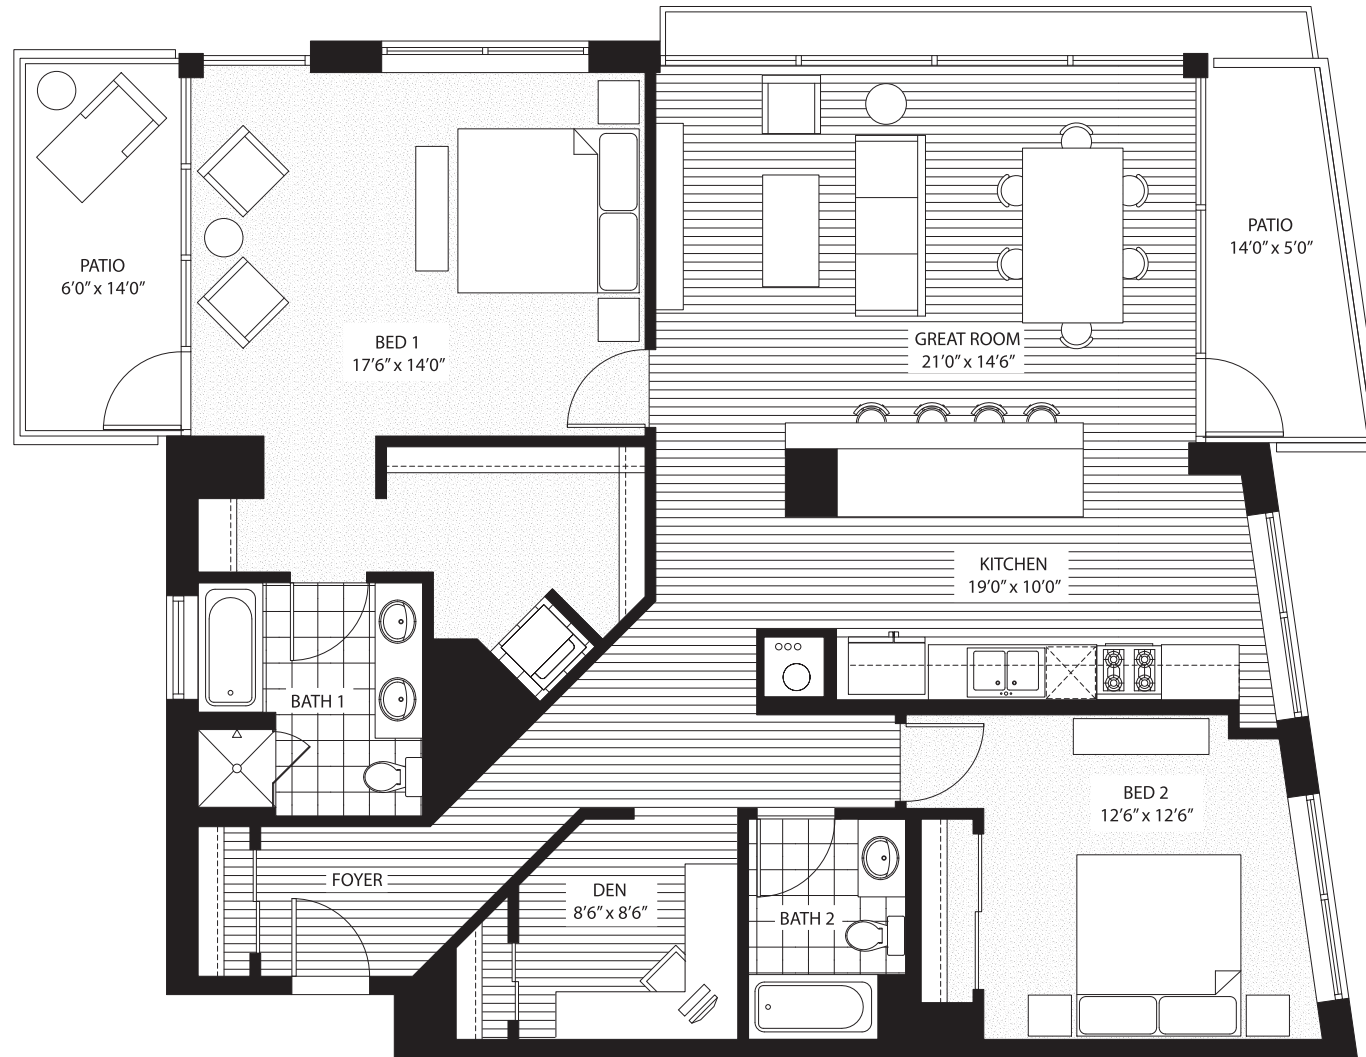 PATIO
6'0" x 14'0"
BED 1
17'6" x 14'0"
GREAT ROOM
21'0" x 14'6"
PATIO
14'0" x 5'0"
KITCHEN
19'0" x 10'0"
BATH 1
BED 2
12'6" x 12'6"
FOYER
DEN
8'6" x 8'6"
BATH 2